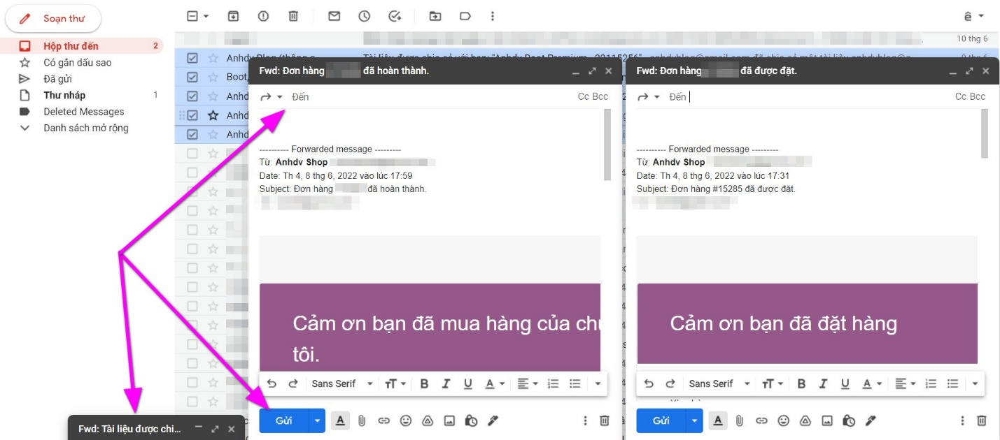 Soạn thư
Hộp thư đến 2
Có gắn dấu sao
Đã gửi
Thư nháp 1
Deleted Messages
Danh sách mở rộng
ê
10 thg 6
Anhdv Blog (thông g
Tài liệu được chia sẻ với bạn: "Anhdv Boot Premium - 22115256" - anhdvblog@gmail.com đã chia sẻ một tài liệu anhdvblog@g
9 thg 6
Boot,
Anhd
Anhd
Anhd
Fwd: Đơn hàng đã hoàn thành.
Đến
Cc Bcc
---------- Forwarded message ---------
Từ: Anhdv Shop
Date: Th 4, 8 thg 6, 2022 vào lúc 17:59
Subject: Đơn hàng đã hoàn thành.
Cảm ơn bạn đã mua hàng của chú
tôi.
Sans Serif
B I U A
Gửi
A
Fwd: Đơn hàng đã được đặt.
Đến
Cc Bcc
---------- Forwarded message ---------
Từ: Anhdv Shop
Date: Th 4, 8 thg 6, 2022 vào lúc 17:31
Subject: Đơn hàng #15285 đã được đặt.
Cảm ơn bạn đã đặt hàng
Sans Serif
B I U A
Gửi
A
Fwd: Tài liệu được chi...